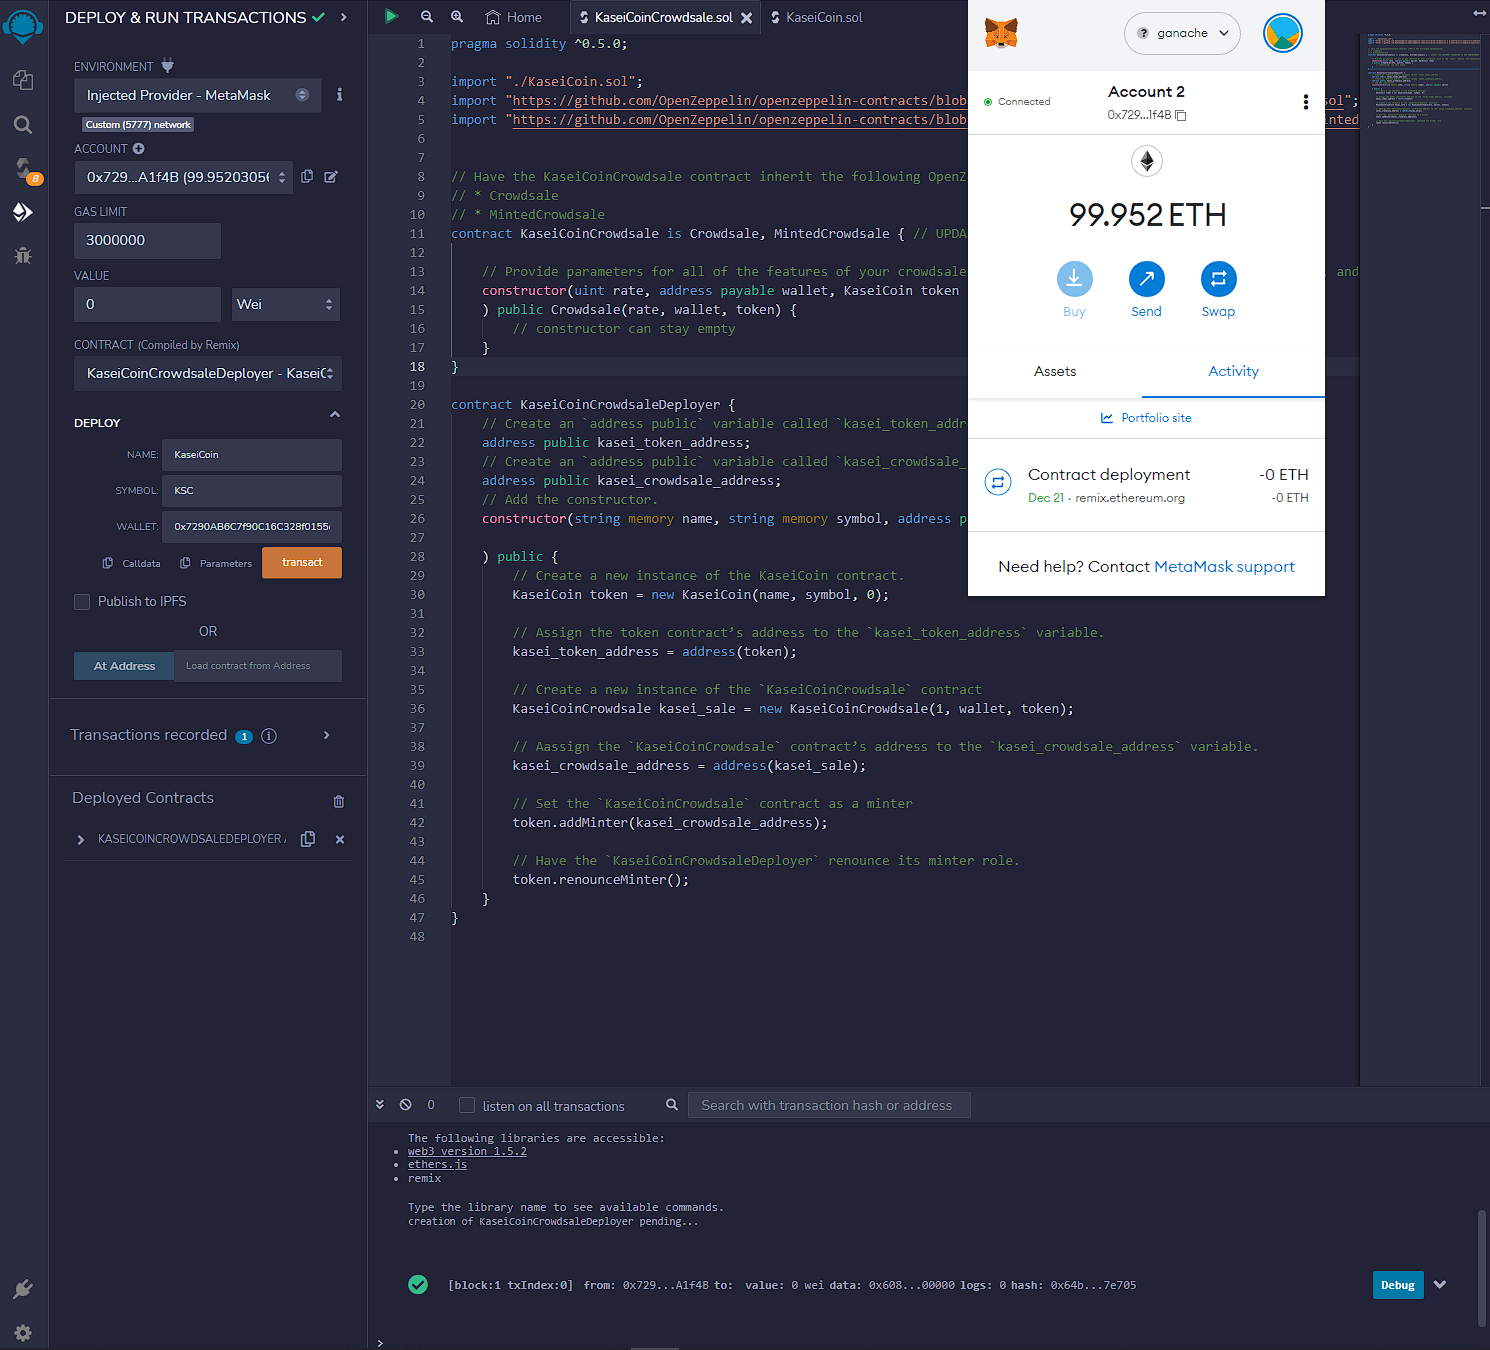 DEPLOY & RUN TRANSACTIONS
ENVIRONMENT
Injected Provider - MetaMask
Custom (5777) network
ACCOUNT
0x729...A1f4B (99.9520305
GAS LIMIT
3000000
VALUE
0
Wei
CONTRACT (Compiled by Remix)
KaseiCoinCrowdsaleDeployer - Kasei
DEPLOY
NAME: KaseiCoin
SYMBOL: KSC
WALLET: 0x7290AB6C7f90C16C328f0155
Calldata
Parameters
transact
Publish to IPFS
OR
At Address
Load contract from Address
Transactions recorded 1
Deployed Contracts
KASEICOINCROWDSALEDEPLOYER
8
Home
KaseiCoinCrowdsale.sol
KaseiCoin.sol
1 pragma solidity ^0.5.0;
2
3 import "./KaseiCoin.sol";
4 import "https://github.com/OpenZeppelin/openzeppelin-contracts/blob sol";
5 import "https://github.com/OpenZeppelin/openzeppelin-contracts/blob inted
6
7
8 // Have the KaseiCoinCrowdsale contract inherit the following OpenZ
9 // * Crowdsale
10 // * MintedCrowdsale
11 contract KaseiCoinCrowdsale is Crowdsale, MintedCrowdsale { // UPDA
12
13 // Provide parameters for all of the features of your crowdsale , and
14 constructor(uint rate, address payable wallet, KaseiCoin token
15 ) public Crowdsale(rate, wallet, token) {
16 // constructor can stay empty
17 }
18 }
19
20 contract KaseiCoinCrowdsaleDeployer {
21 // Create an `address public` variable called `kasei_token_addr
22 address public kasei_token_address;
23 // Create an `address public` variable called `kasei_crowdsale_
24 address public kasei_crowdsale_address;
25 // Add the constructor.
26 constructor(string memory name, string memory symbol, address p
27
28 ) public {
29 // Create a new instance of the KaseiCoin contract.
30 KaseiCoin token = new KaseiCoin(name, symbol, 0);
31
32 // Assign the token contract’s address to the `kasei_token_address` variable.
33 kasei_token_address = address(token);
34
35 // Create a new instance of the `KaseiCoinCrowdsale` contract
36 KaseiCoinCrowdsale kasei_sale = new KaseiCoinCrowdsale(1, wallet, token);
37
38 // Aassign the `KaseiCoinCrowdsale` contract’s address to the `kasei_crowdsale_address` variable.
39 kasei_crowdsale_address = address(kasei_sale);
40
41 // Set the `KaseiCoinCrowdsale` contract as a minter
42 token.addMinter(kasei_crowdsale_address);
43
44 // Have the `KaseiCoinCrowdsaleDeployer` renounce its minter role.
45 token.renounceMinter();
46 }
47 }
48
ganache
Connected
Account 2
0x729...1f4B
99.952 ETH
Buy
Send
Swap
Assets
Activity
Portfolio site
Contract deployment -0 ETH
Dec 21 · remix.ethereum.org -0 ETH
Need help? Contact MetaMask support
0
listen on all transactions
Search with transaction hash or address
The following libraries are accessible:
• web3 version 1.5.2
• ethers.js
• remix
Type the library name to see available commands.
creation of KaseiCoinCrowdsaleDeployer pending...
[block:1 txIndex:0] from: 0x729...A1f4B to: value: 0 wei data: 0x608...00000 logs: 0 hash: 0x64b...7e705
Debug
>